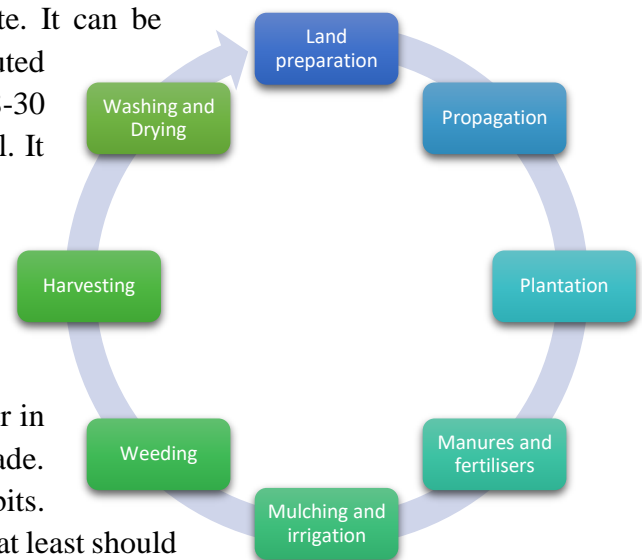 te. It can be
uted
-30
l. It
r in
ade.
bits.
at least should
Land
preparation
Propagation
Plantation
Manures and
fertilisers
Mulching and
irrigation
Weeding
Harvesting
Washing and
Drying